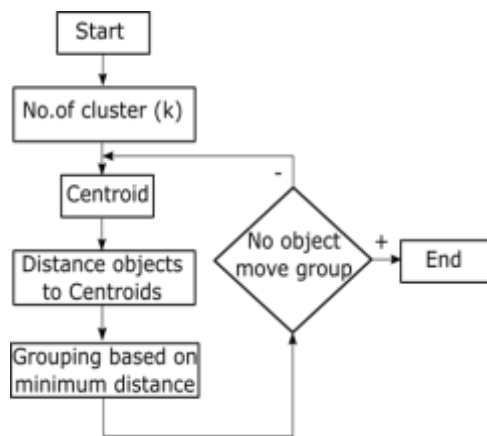 Start
No.of cluster (k)
Centroid
Distance objects
to Centroids
Grouping based on
minimum distance
-
No object
move group
+
End